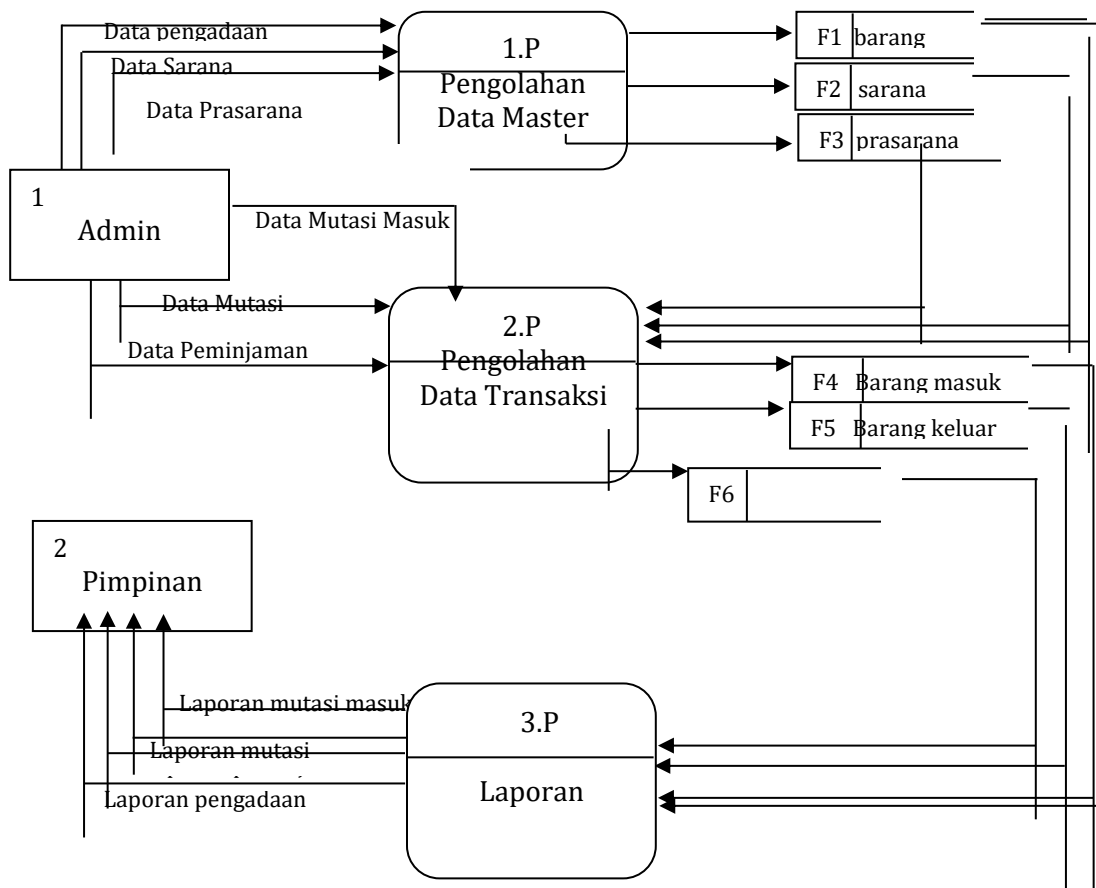 Data pengadaan
Data Sarana
Data Prasarana
1.P
Pengolahan
Data Master
F1 barang
F2 sarana
F3 prasarana
1
Admin
Data Mutasi Masuk
Data Mutasi
Data Peminjaman
2.P
Pengolahan
Data Transaksi
F4 Barang masuk
F5 Barang keluar
F6
2
Pimpinan
Laporan mutasi masuk
Laporan mutasi
Laporan pengadaan
3.P
Laporan